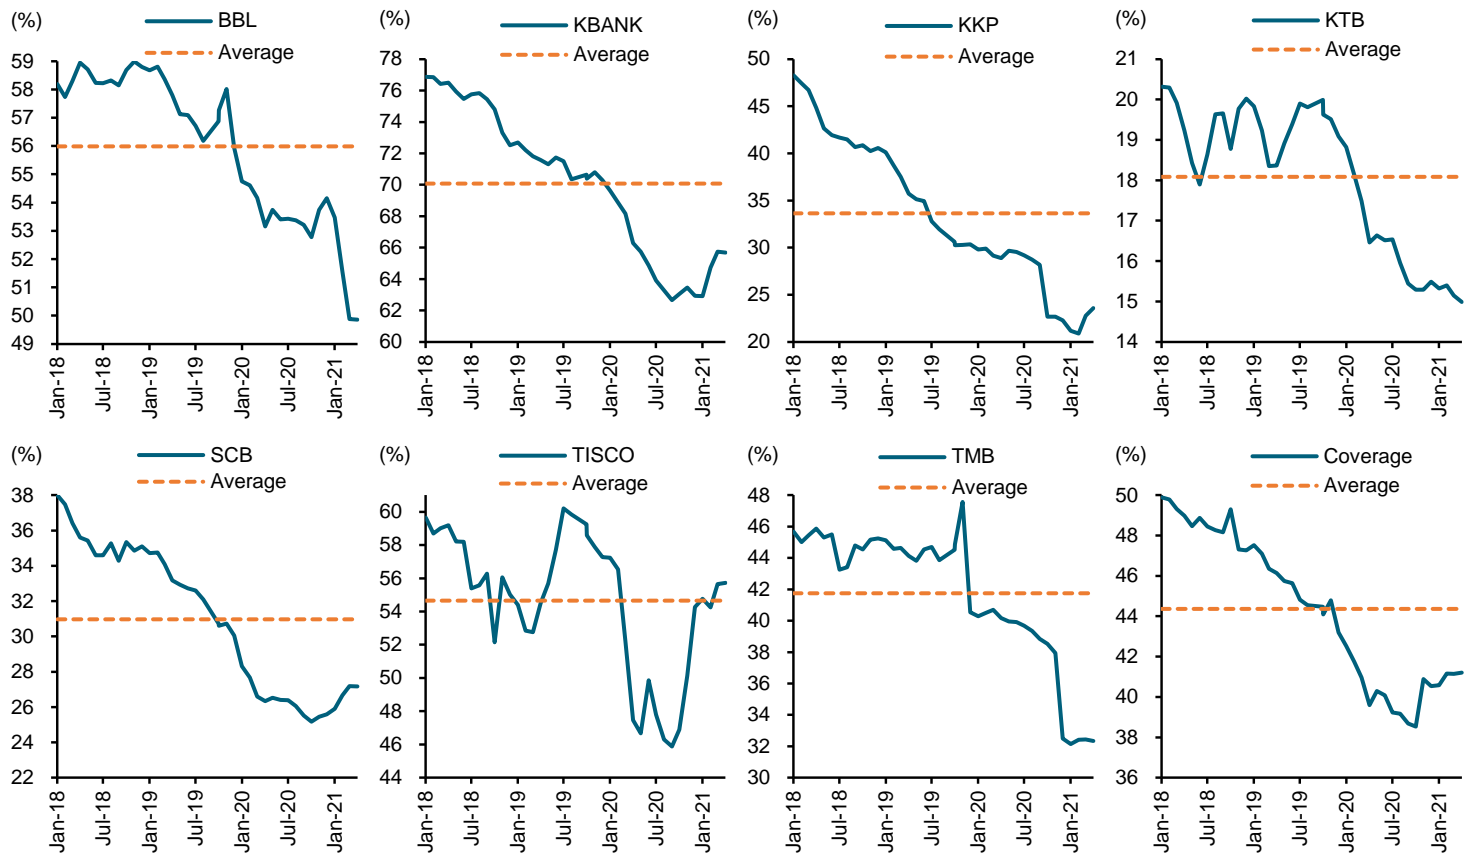 (%)
BBL
Average
59
58
57
56
55
54
53
52
51
50
49
Jan-18
Jul-18
Jan-19
Jul-19
Jan-20
Jul-20
Jan-21
(%)
KBANK
Average
78
76
74
72
70
68
66
64
62
60
Jan-18
Jul-18
Jan-19
Jul-19
Jan-20
Jul-20
Jan-21
(%)
KKP
Average
50
45
40
35
30
25
20
Jan-18
Jul-18
Jan-19
Jul-19
Jan-20
Jul-20
Jan-21
(%)
KTB
Average
21
20
19
18
17
16
15
14
Jan-18
Jul-18
Jan-19
Jul-19
Jan-20
Jul-20
Jan-21
(%)
SCB
Average
38
36
34
32
30
28
26
24
22
Jan-18
Jul-18
Jan-19
Jul-19
Jan-20
Jul-20
Jan-21
(%)
TISCO
Average
60
58
56
54
52
50
48
46
44
Jan-18
Jul-18
Jan-19
Jul-19
Jan-20
Jul-20
Jan-21
(%)
TMB
Average
48
46
44
42
40
38
36
34
32
30
Jan-18
Jul-18
Jan-19
Jul-19
Jan-20
Jul-20
Jan-21
(%)
Coverage
Average
50
48
46
44
42
40
38
36
Jan-18
Jul-18
Jan-19
Jul-19
Jan-20
Jul-20
Jan-21